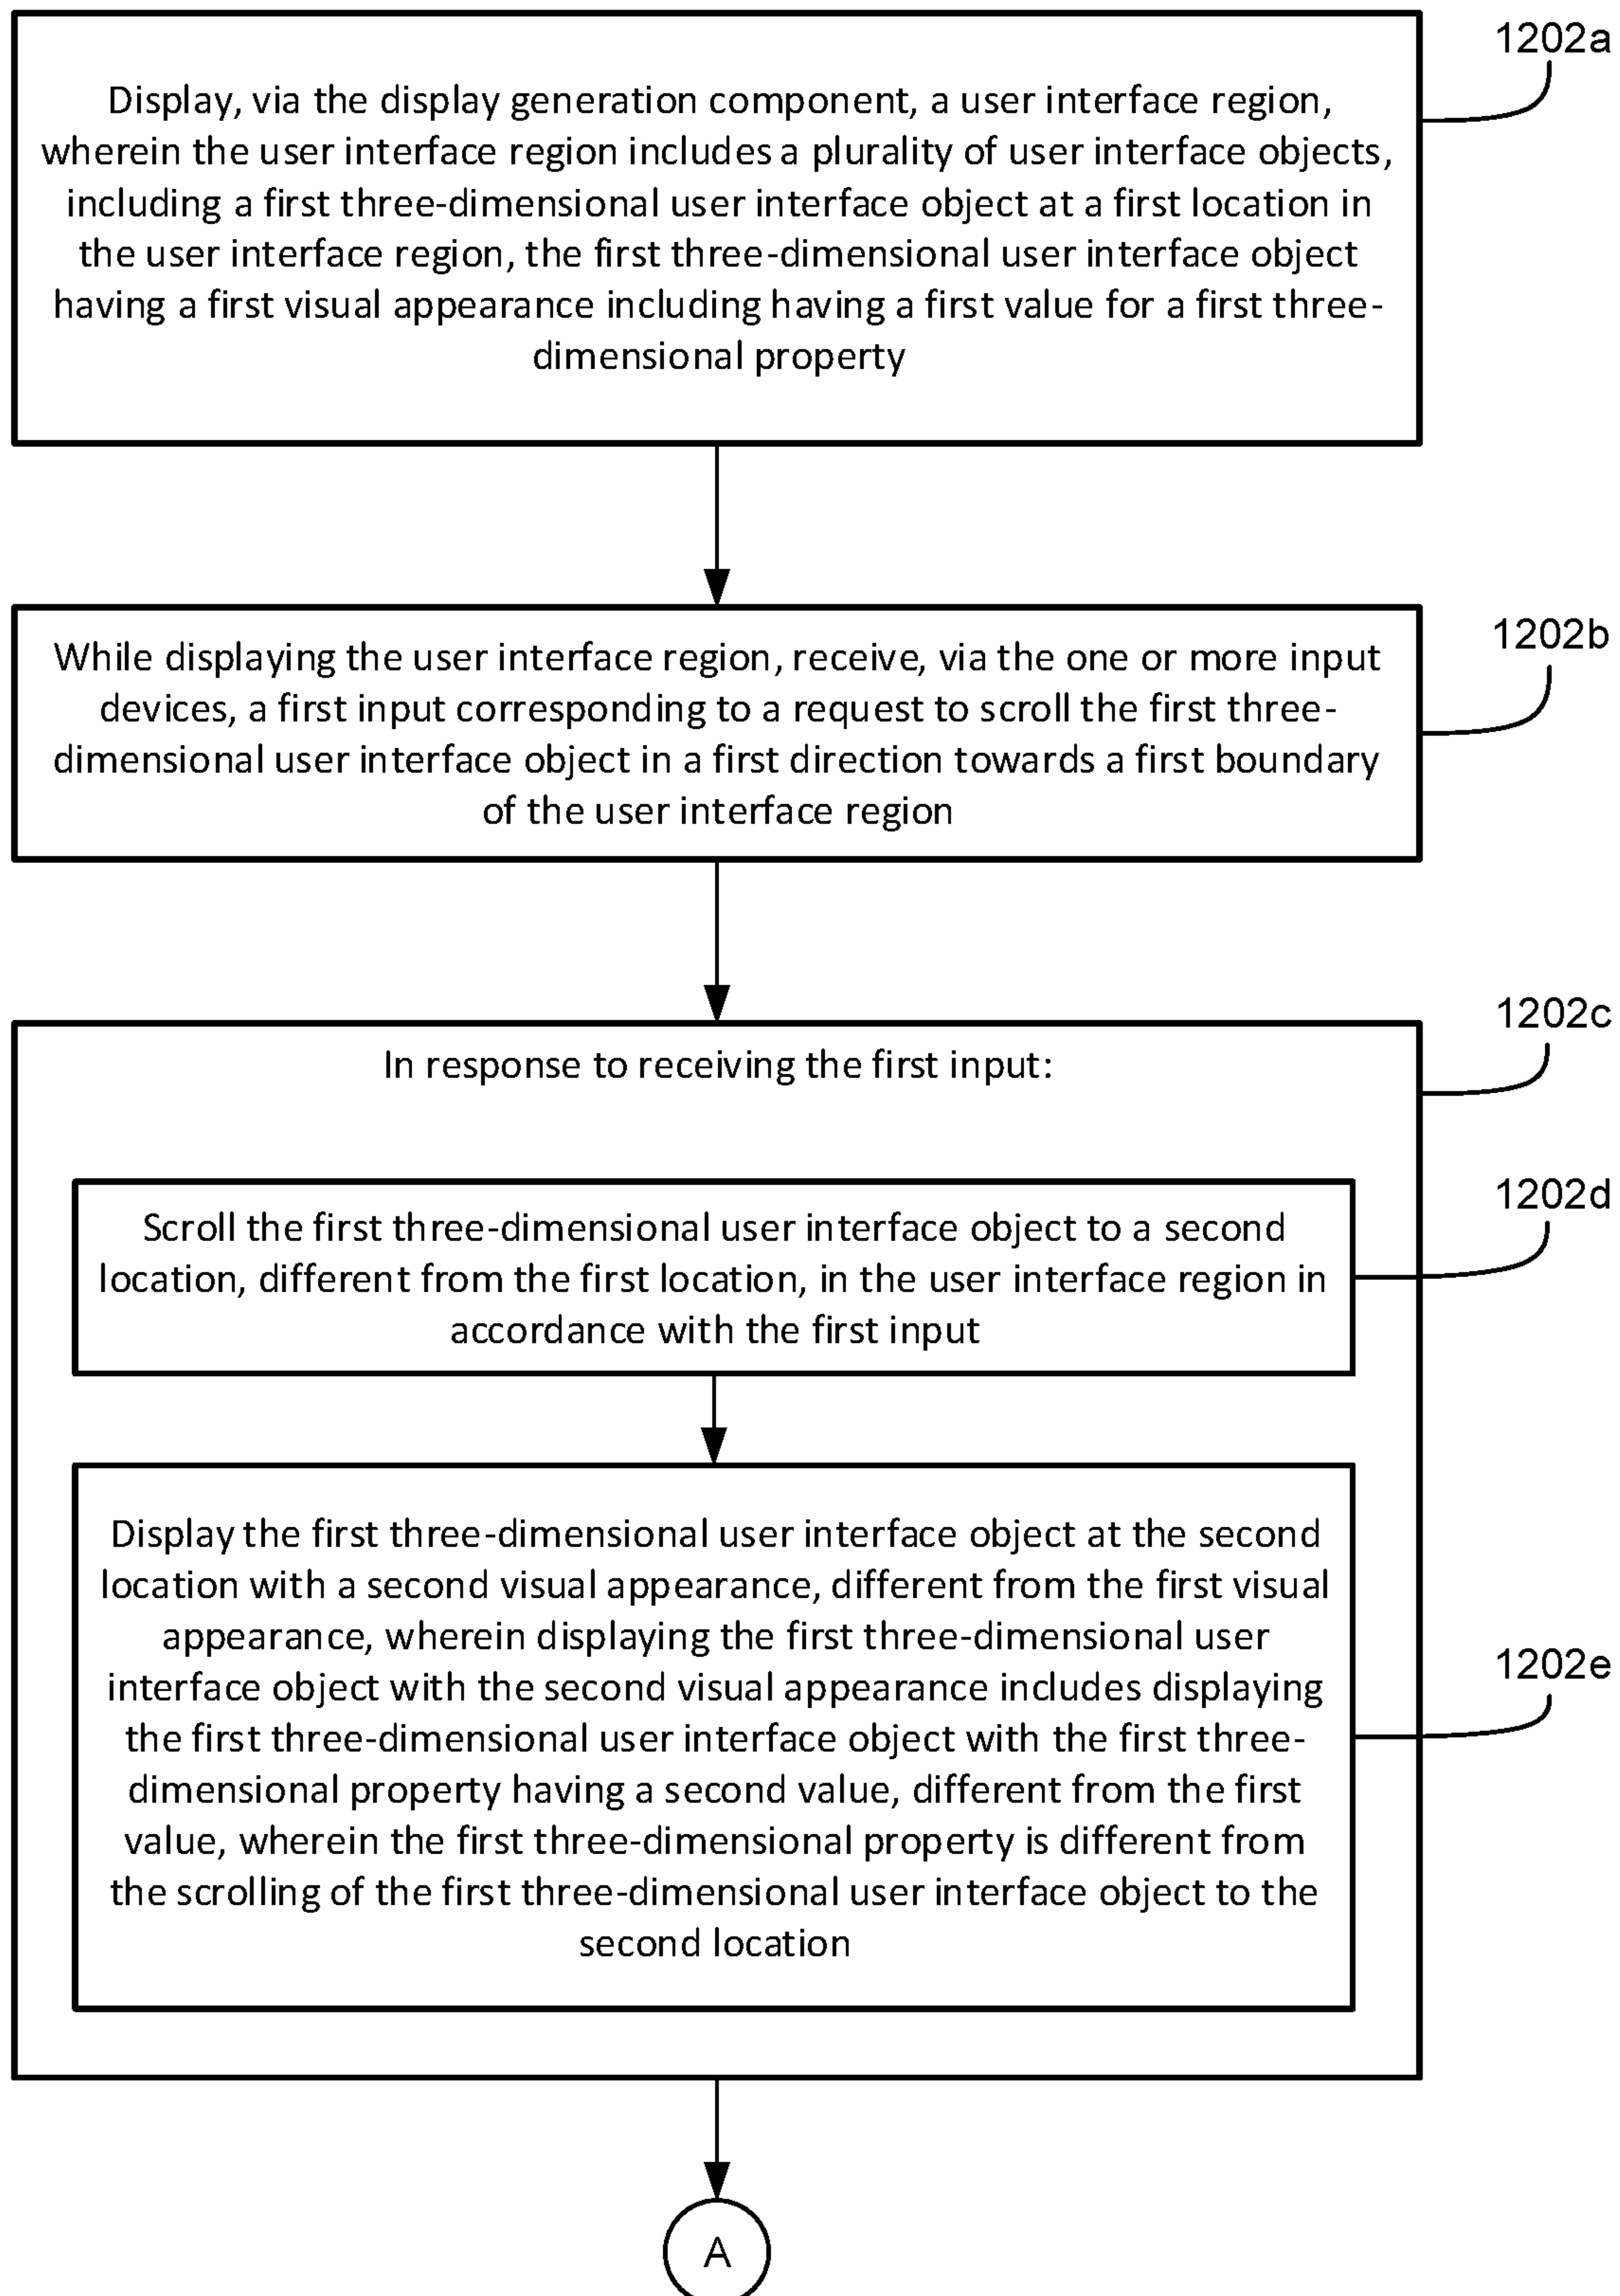 1202a
Display, via the display generation component, a user interface region,
wherein the user interface region includes a plurality of user interface objects,
including a first three-dimensional user interface object at a first location in
the user interface region, the first three-dimensional user interface object
having a first visual appearance including having a first value for a first three-
dimensional property
1202b
While displaying the user interface region, receive, via the one or more input
devices, a first input corresponding to a request to scroll the first three-
dimensional user interface object in a first direction towards a first boundary
of the user interface region
1202c
In response to receiving the first input:
1202d
Scroll the first three-dimensional user interface object to a second
location, different from the first location, in the user interface region in
accordance with the first input
1202e
Display the first three-dimensional user interface object at the second
location with a second visual appearance, different from the first visual
appearance, wherein displaying the first three-dimensional user
interface object with the second visual appearance includes displaying
the first three-dimensional user interface object with the first three-
dimensional property having a second value, different from the first
value, wherein the first three-dimensional property is different from
the scrolling of the first three-dimensional user interface object to the
second location
A